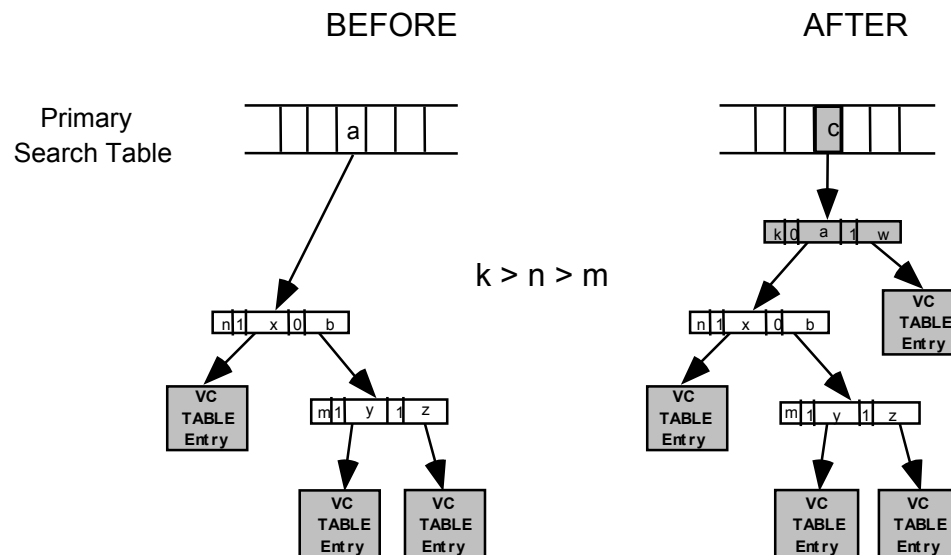 BEFORE
AFTER
Primary
Search Table
a
c
k 0 a 1 w
k > n > m
VC
TABLE
Entry
n 1 x 0 b
n 1 x 0 b
VC
TABLE
Entry
m 1 y 1 z
VC
TABLE
Entry
m 1 y 1 z
VC
TABLE
Entry
VC
TABLE
Entry
VC
TABLE
Entry
VC
TABLE
Entry